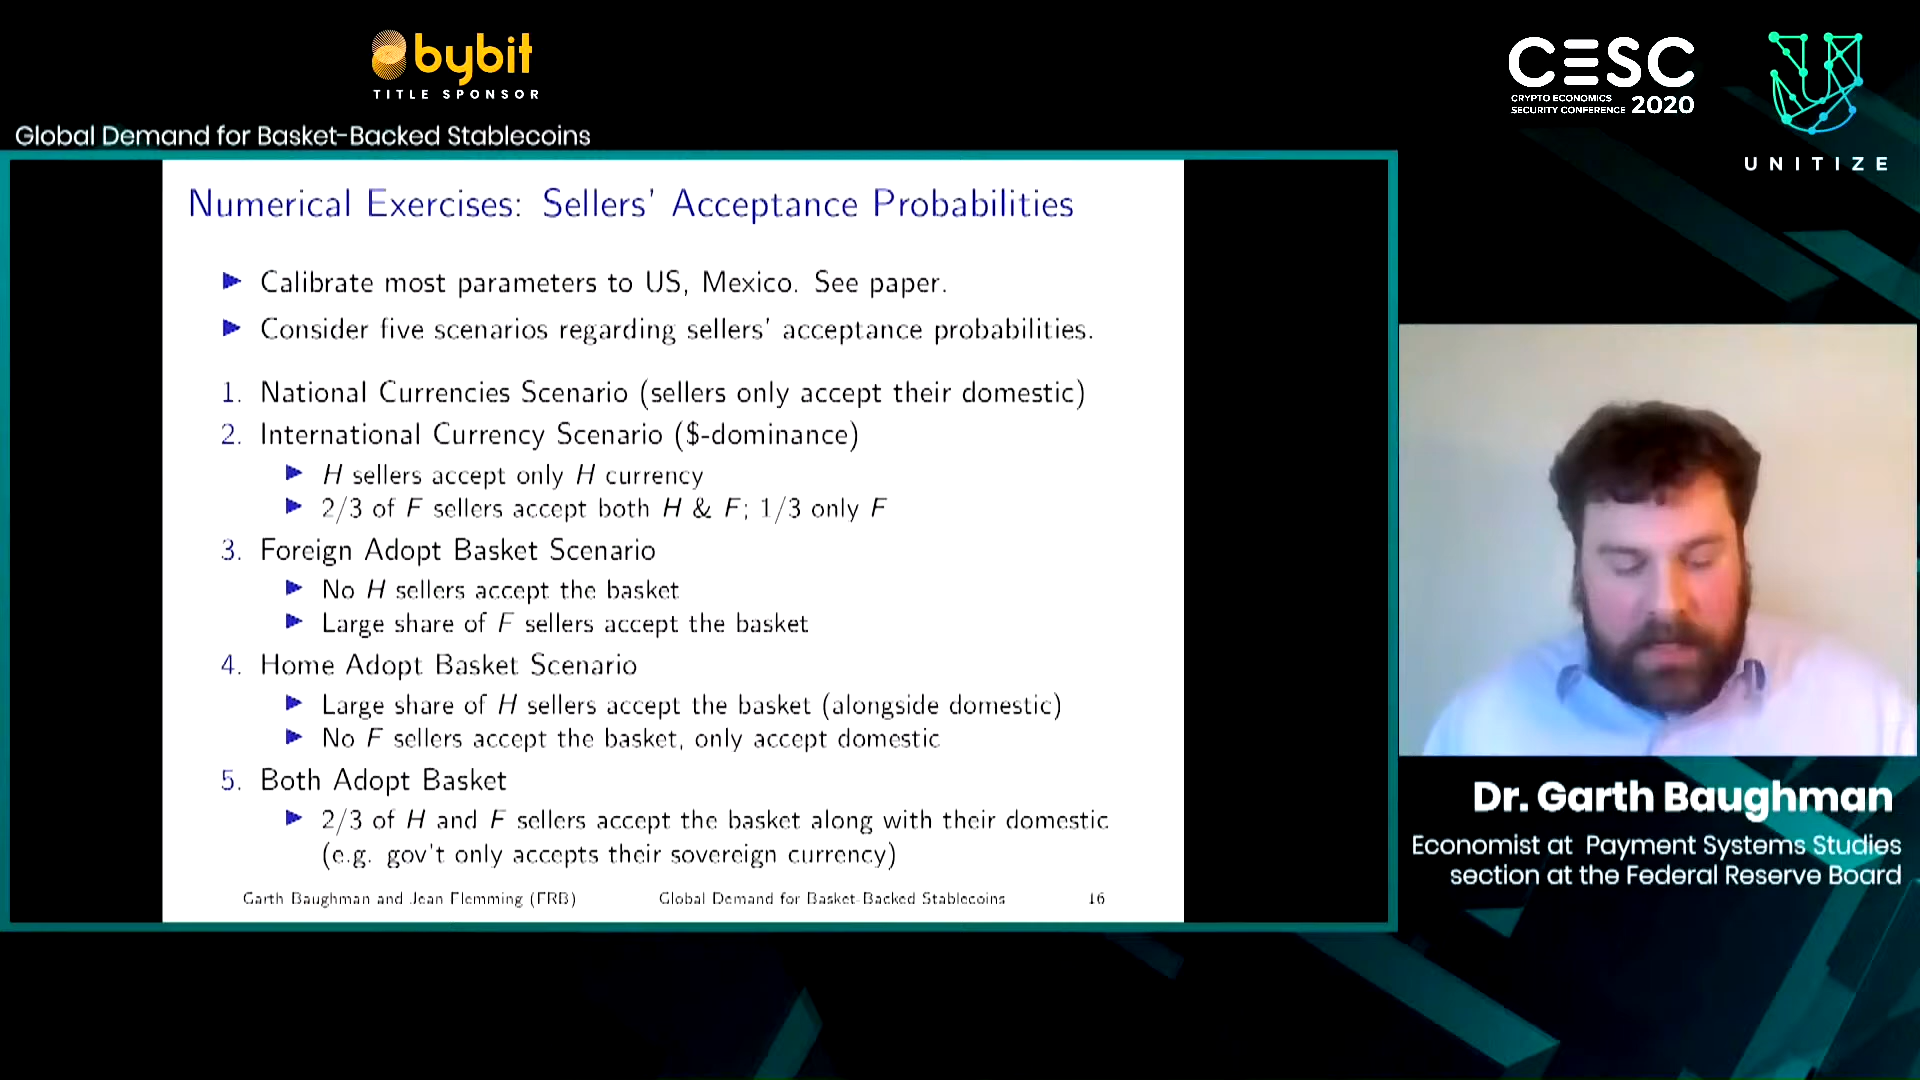 bybit
TITLE SPONSOR
CESC
CRYPTO ECONOMICS
SECURITY CONFERENCE 2020
UNITIZE
Global Demand for Basket-Backed Stablecoins
Numerical Exercises: Sellers' Acceptance Probabilities
Calibrate most parameters to US, Mexico. See paper.
Consider five scenarios regarding sellers' acceptance probabilities.
1. National Currencies Scenario (sellers only accept their domestic)
2. International Currency Scenario ($-dominance)
H sellers accept only H currency
2/3 of F sellers accept both H & F; 1/3 only F
3. Foreign Adopt Basket Scenario
No H sellers accept the basket
Large share of F sellers accept the basket
4. Home Adopt Basket Scenario
Large share of H sellers accept the basket (alongside domestic)
No F sellers accept the basket, only accept domestic
5. Both Adopt Basket
2/3 of H and F sellers accept the basket along with their domestic
(e.g. gov't only accepts their sovereign currency)
Garth Baughman and Jean Flemming (FRB) Global Demand for Basket-Backed Stablecoins 16
Dr. Garth Baughman
Economist at Payment Systems Studies
section at the Federal Reserve Board